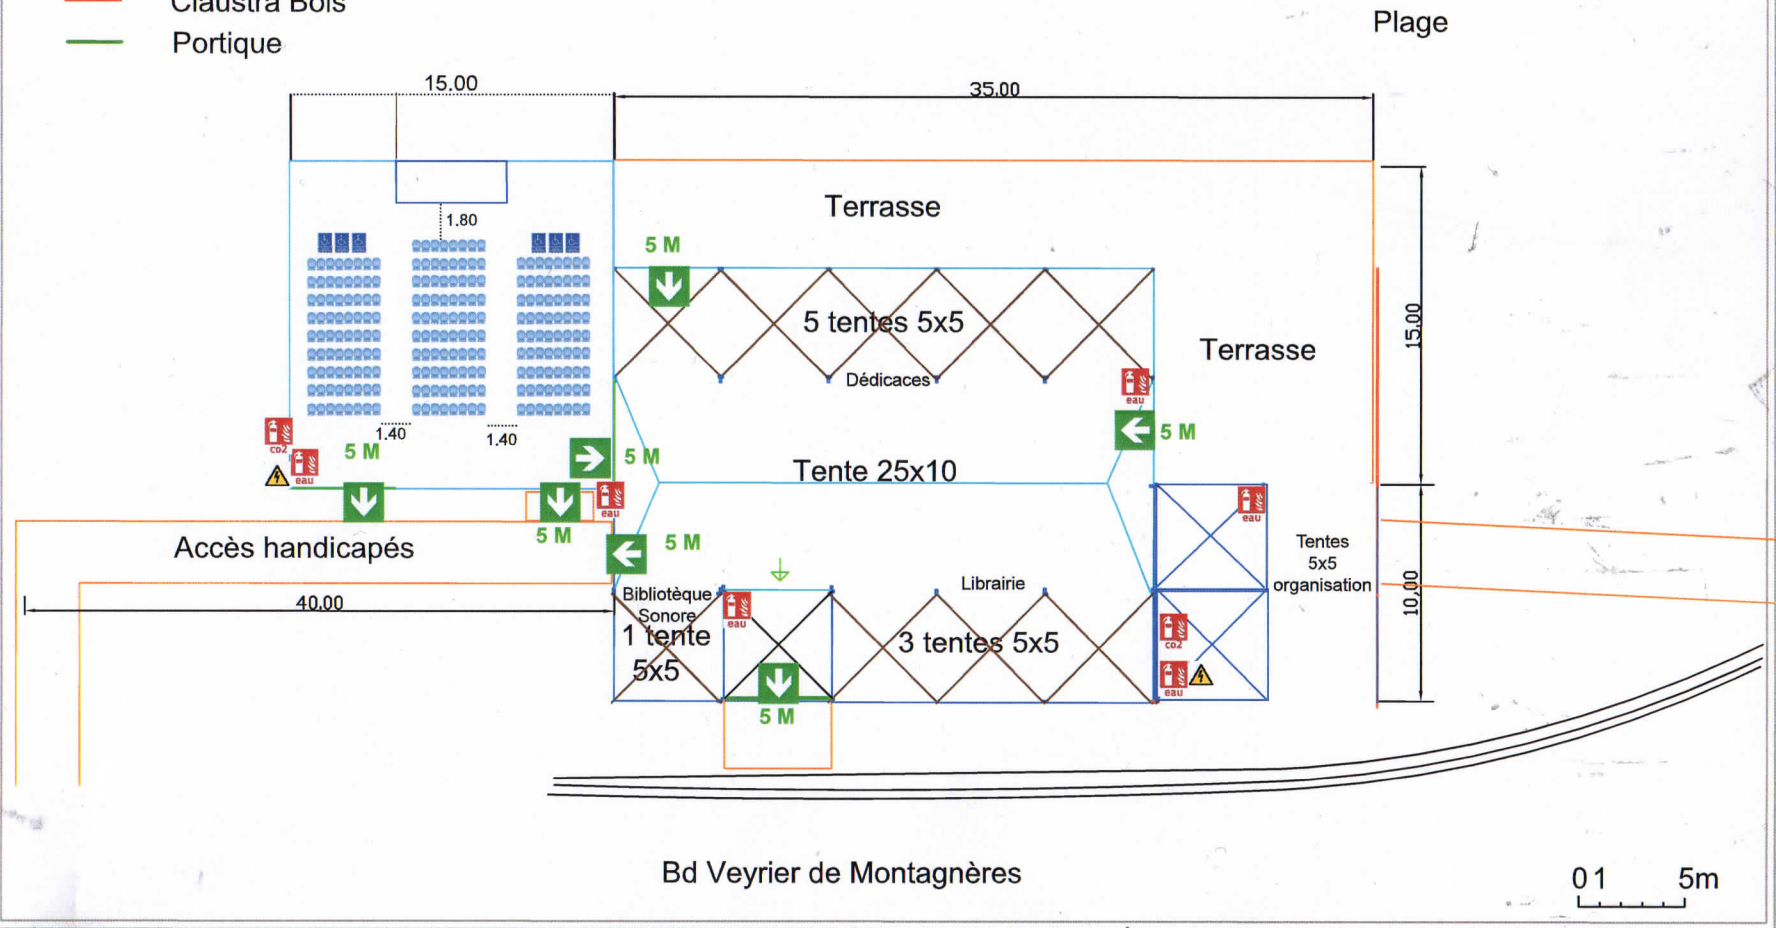 Claustra Bois
Portique
Plage
15.00
35,00
1.80
Terrasse
5 M
5 tentes 5x5
Dédicaces
Terrasse
15,00
eau
1.40
1.40
co2
5 M
eau
5 M
5 M
Tente 25x10
eau
5 M
5 M
eau
Accès handicapés
40,00
Bibliotèque
Sonore
1 tente
5x5
eau
Librairie
3 tentes 5x5
5 M
Tentes
5x5
organisation
10,00
co2
eau
Bd Veyrier de Montagnères
0 1 5m